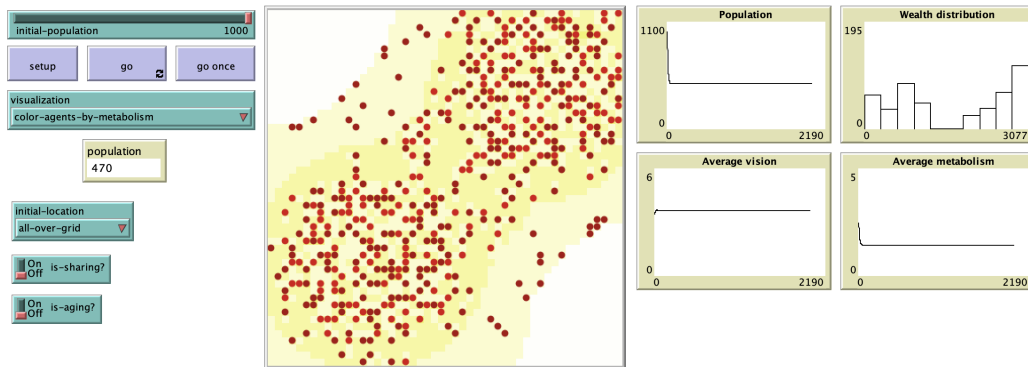 initial-population 1000
setup
go
go once
visualization
color-agents-by-metabolism
population
470
initial-location
all-over-grid
On
Off
is-sharing?
On
Off
is-aging?
Population
1100
0
0 2190
Wealth distribution
195
0
0 3077
Average vision
6
0
0 2190
Average metabolism
5
0
0 2190